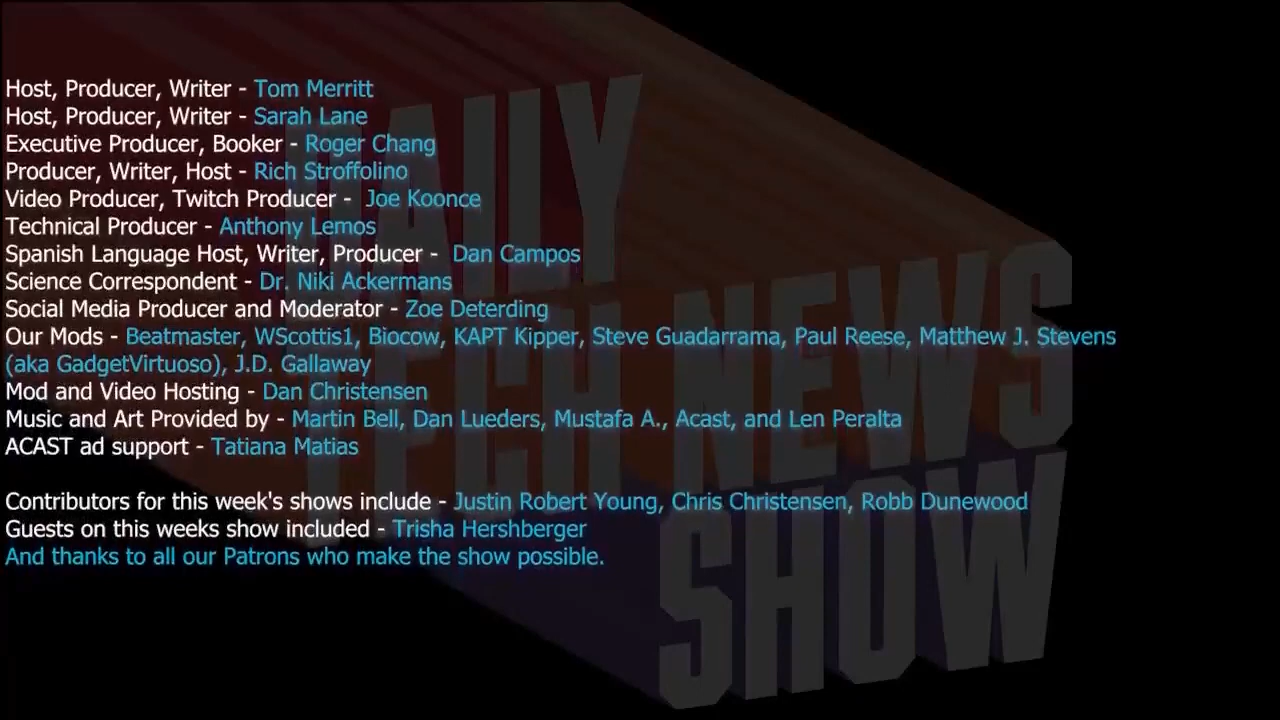 Host, Producer, Writer - Tom Merritt
Host, Producer, Writer - Sarah Lane
Executive Producer, Booker - Roger Chang
Producer, Writer, Host - Rich Stroffolino
Video Producer, Twitch Producer -  Joe Koonce
Technical Producer - Anthony Lemos
Spanish Language Host, Writer, Producer -  Dan Campos
Science Correspondent - Dr. Niki Ackermans
Social Media Producer and Moderator - Zoe Deterding
Our Mods - Beatmaster, WScottis1, Biocow, KAPT Kipper, Steve Guadarrama, Paul Reese, Matthew J. Stevens
(aka GadgetVirtuoso), J.D. Gallaway
Mod and Video Hosting - Dan Christensen
Music and Art Provided by - Martin Bell, Dan Lueders, Mustafa A., Acast, and Len Peralta
ACAST ad support - Tatiana Matias
Contributors for this week's shows include - Justin Robert Young, Chris Christensen, Robb Dunewood
Guests on this weeks show included - Trisha Hershberger
And thanks to all our Patrons who make the show possible.
DAILY
TECH NEWS
SHOW